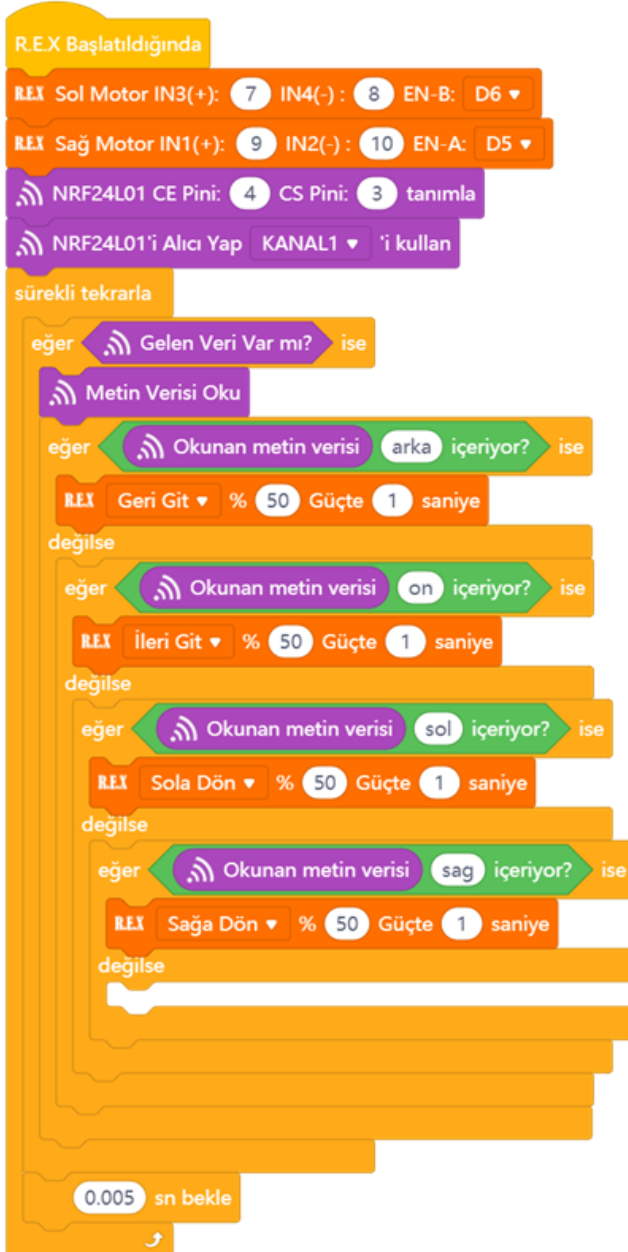 R.E.X Başlatıldığında
R.E.X Sol Motor IN3(+): 7 IN4(-) : 8 EN-B: D6
R.E.X Sağ Motor IN1(+): 9 IN2(-) : 10 EN-A: D5
NRF24L01 CE Pini: 4 CS Pini: 3 tanımla
NRF24L01'i Alıcı Yap KANAL1 'i kullan
sürekli tekrarla
eğer Gelen Veri Var mı? ise
Metin Verisi Oku
eğer Okunan metin verisi arka içeriyor? ise
R.E.X Geri Git % 50 Güçte 1 saniye
değilse
eğer Okunan metin verisi on içeriyor? ise
R.E.X İleri Git % 50 Güçte 1 saniye
değilse
eğer Okunan metin verisi sol içeriyor? ise
R.E.X Sola Dön % 50 Güçte 1 saniye
değilse
eğer Okunan metin verisi sag içeriyor? ise
R.E.X Sağa Dön % 50 Güçte 1 saniye
değilse
0.005 sn bekle